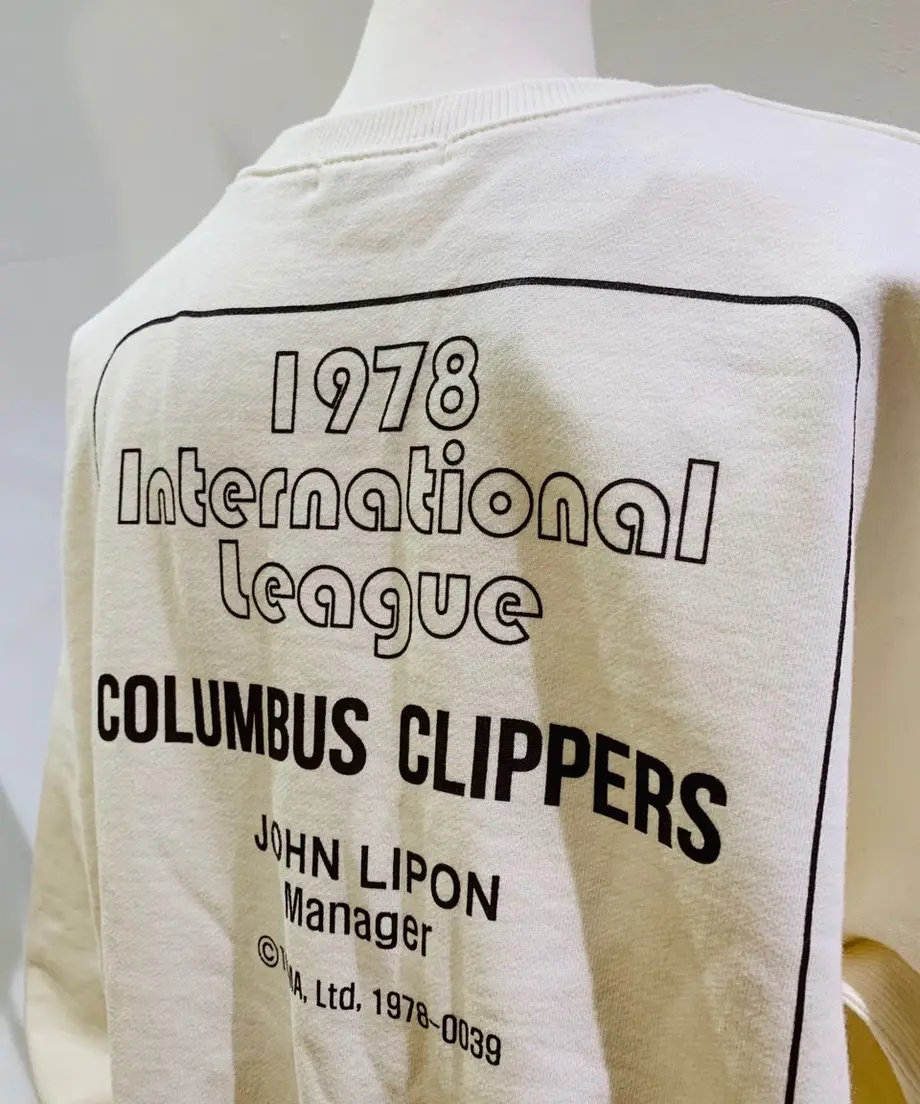 1978
International
League
COLUMBUS CLIPPERS
JOHN LIPON
Manager
© Ltd, 1978-0039